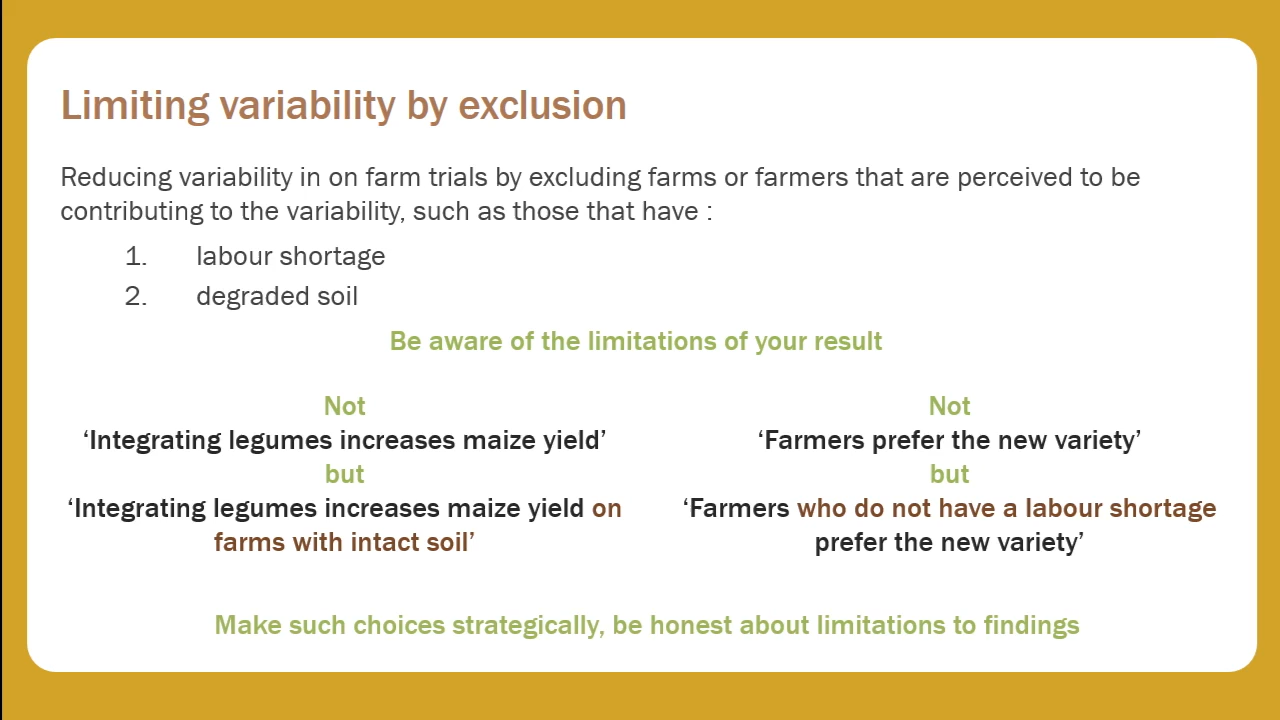 Limiting variability by exclusion
Reducing variability in on farm trials by excluding farms or farmers that are perceived to be
contributing to the variability, such as those that have :
1. labour shortage
2. degraded soil
Be aware of the limitations of your result
Not
‘Integrating legumes increases maize yield’
but
‘Integrating legumes increases maize yield on
farms with intact soil’
Not
‘Farmers prefer the new variety’
but
‘Farmers who do not have a labour shortage
prefer the new variety’
Make such choices strategically, be honest about limitations to findings